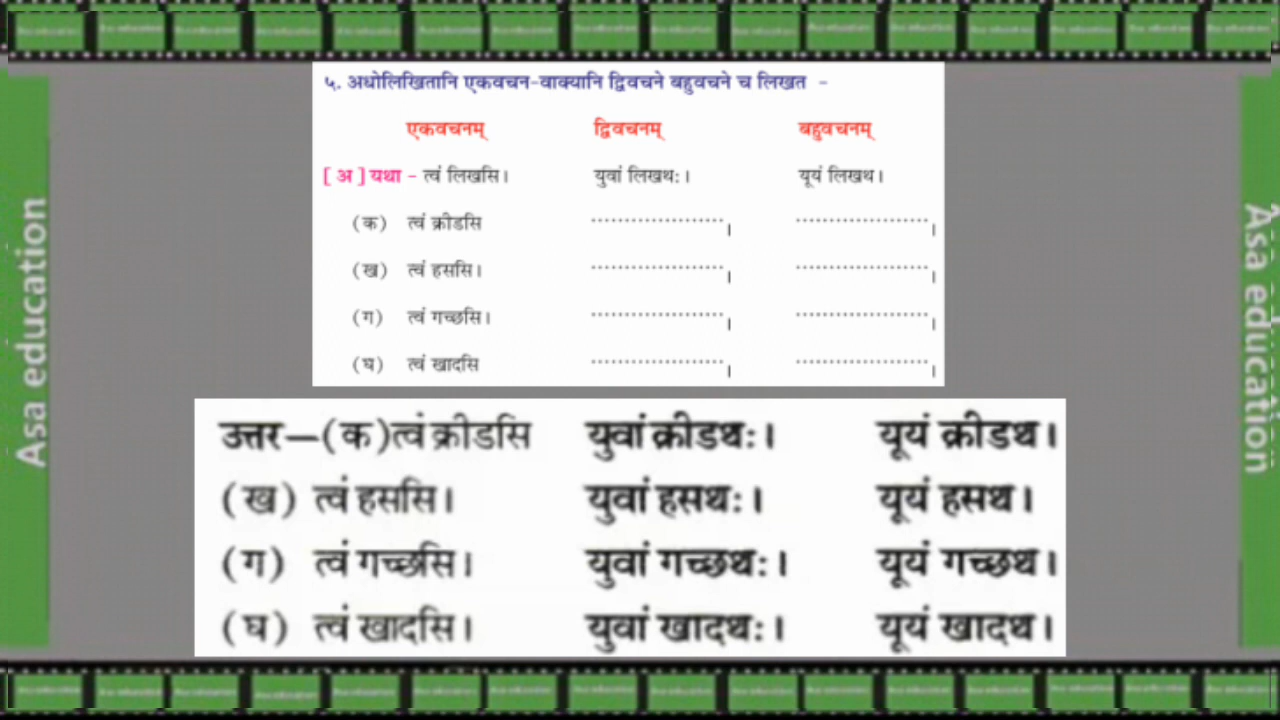 ५. अधोलिखितानि एकवचन-वाक्यानि द्विवचने बहुवचने च लिखत -
एकवचनम् द्विवचनम् बहुवचनम्
[ अ ] यथा - त्वं लिखसि। युवां लिखथः। यूयं लिखथ।
(क) त्वं क्रीडसि ....................। ....................।
(ख) त्वं हससि। ....................। ....................।
(ग) त्वं गच्छसि। ....................। ....................।
(घ) त्वं खादसि ....................। ....................।
उत्तर—(क)त्वं क्रीडसि युवां क्रीडथः। यूयं क्रीडथ।
(ख) त्वं हससि। युवां हसथः। यूयं हसथ।
(ग) त्वं गच्छसि। युवां गच्छथः। यूयं गच्छथ।
(घ) त्वं खादसि। युवां खादथः। यूयं खादथ।
Asa education
Asa education